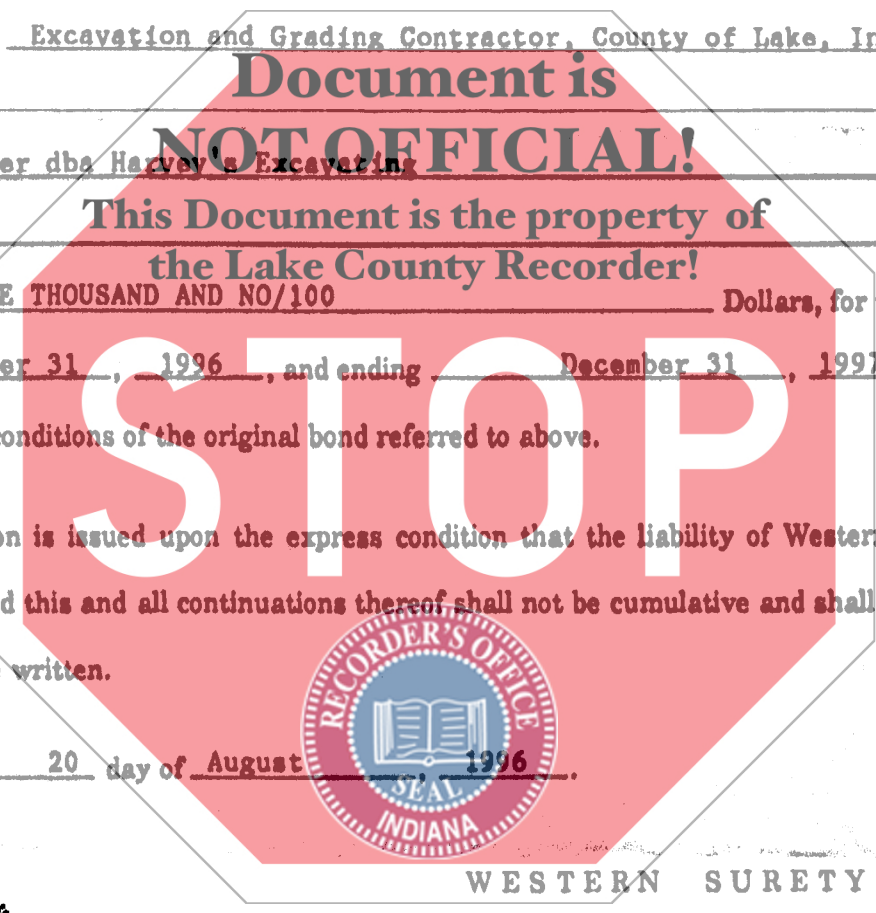 Excavation and Grading Contractor, County of Lake, In
Document is
NOT OFFICIAL!
er dba Harvey's Excavating
This Document is the property of
the Lake County Recorder!
E THOUSAND AND NO/100 Dollars, for
er 31, 1996, and ending December 31, 1997
STOP
onditions of the original bond referred to above.
n is issued upon the express condition that the liability of Western
d this and all continuations thereof shall not be cumulative and shall
written.
RECORDER'S OFFICE
20 day of August, 1996.
SEAL
INDIANA
WESTERN SURETY